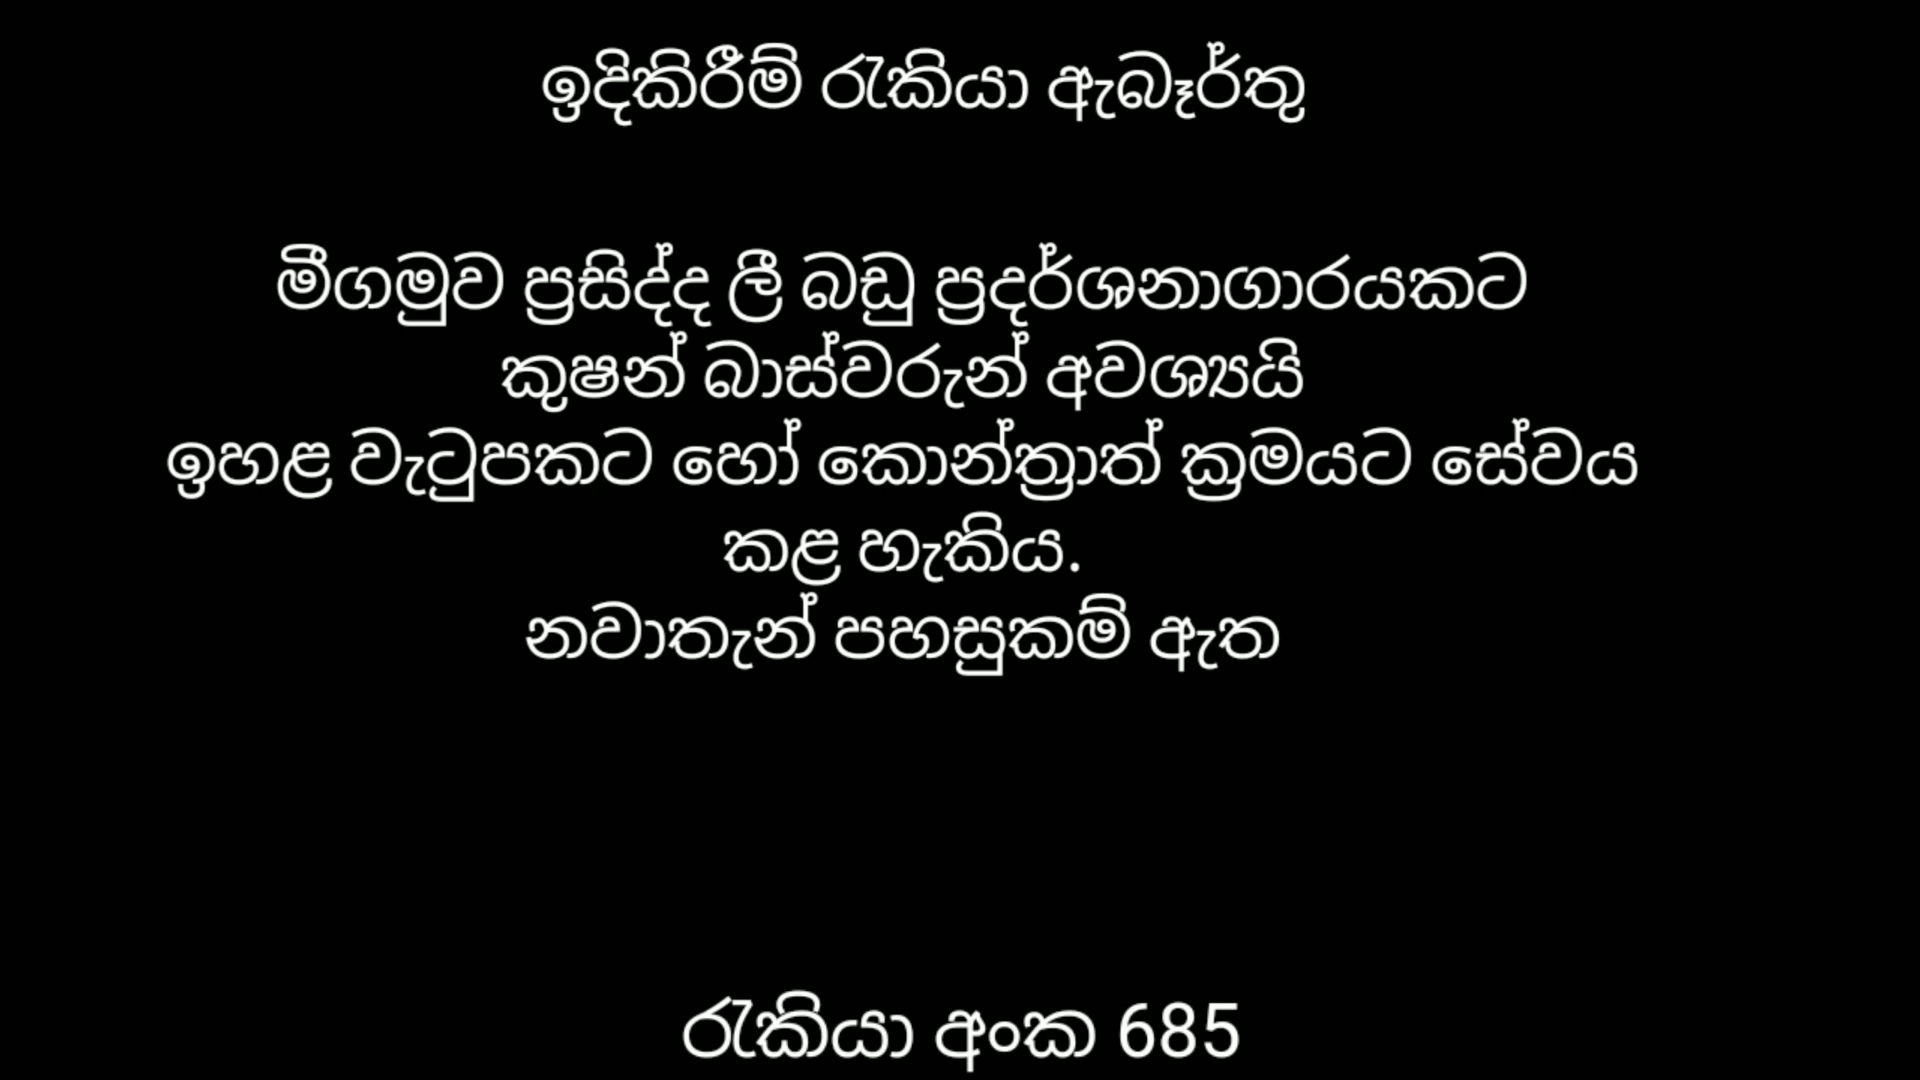 ඉදිකිරීම් රැකියා ඇබෑර්තු
මීගමුව ප්‍රසිද්ද ලී බඩු ප්‍රදර්ශනාගාරයකට
කුෂන් බාස්වරුන් අවශ්‍යයි
ඉහළ වැටුපකට හෝ කොන්ත්‍රාත් ක්‍රමයට සේවය
කළ හැකිය.
නවාතැන් පහසුකම් ඇත
රැකියා අංක 685